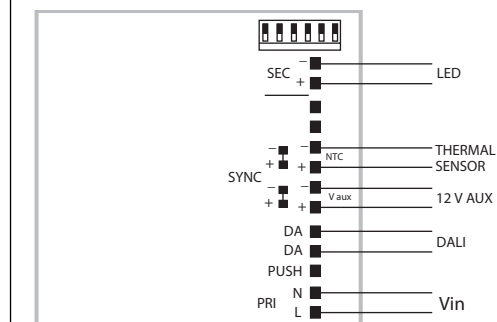 −
SEC LED
+
− THERMAL
− NTC
+ + SENSOR
SYNC
− −
V aux 12 V AUX
+ +
DA
DALI
DA
PUSH
N
PRI Vin
L